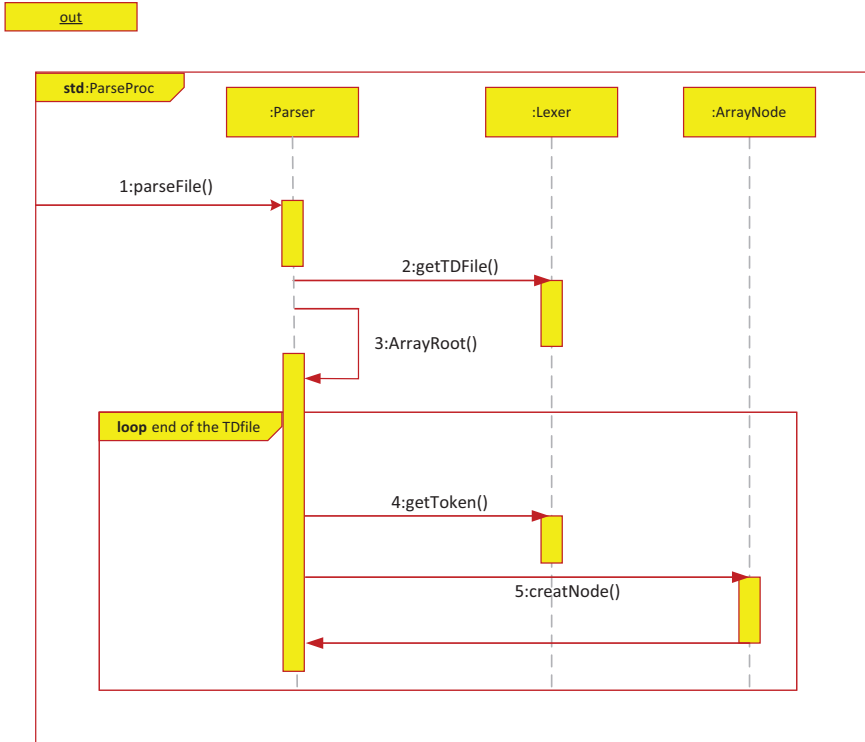 out
std:ParseProc
:Parser
:Lexer
:ArrayNode
1:parseFile()
2:getTDFile()
3:ArrayRoot()
loop end of the TDfile
4:getToken()
5:creatNode()